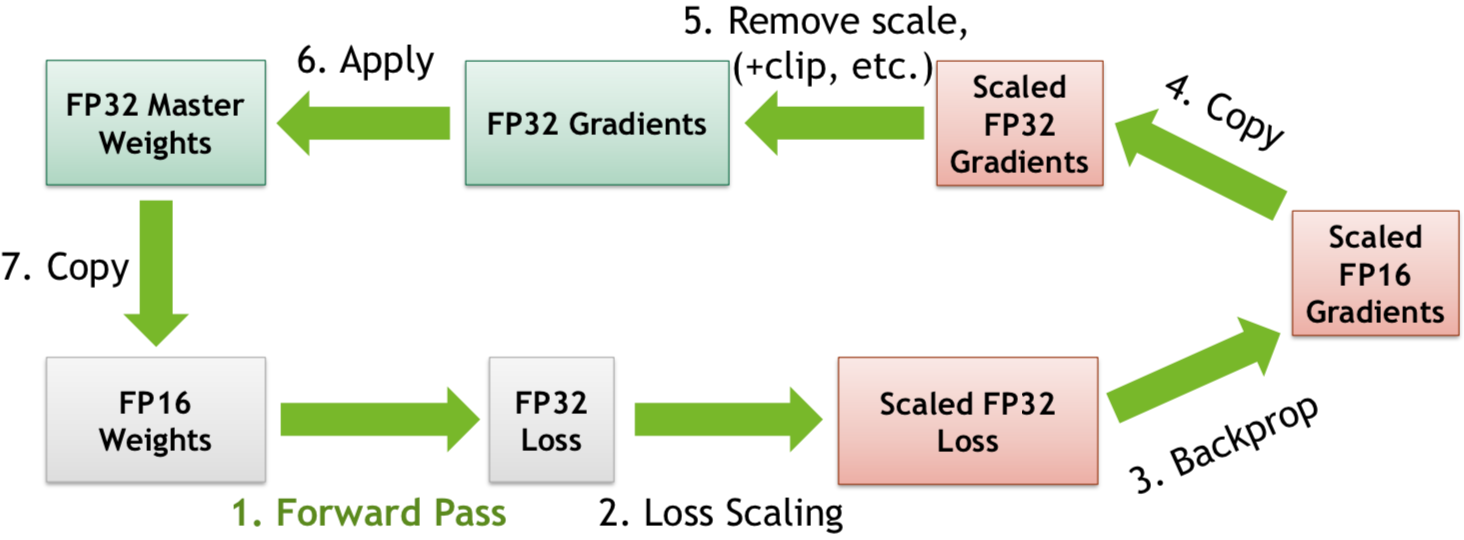 5. Remove scale,
(+clip, etc.)
6. Apply
FP32 Master
Weights
FP32 Gradients
Scaled
FP32
Gradients
4. Copy
7. Copy
Scaled
FP16
Gradients
FP16
Weights
FP32
Loss
Scaled FP32
Loss
3. Backprop
1. Forward Pass
2. Loss Scaling